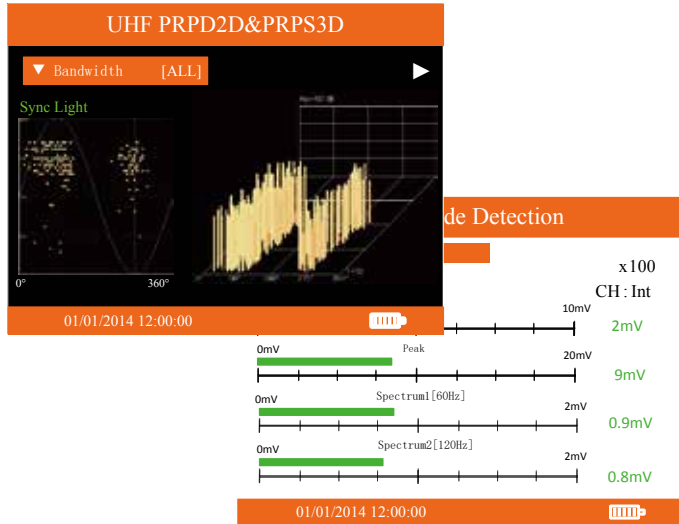 UHF PRPD2D&PRPS3D
▼ Bandwidth [ALL]
Sync Light
0° 360°
01/01/2014 12:00:00
de Detection
x100
CH : Int
10mV
2mV
0mV Peak 20mV
9mV
0mV Spectrum1[60Hz] 2mV
0.9mV
0mV Spectrum2[120Hz] 2mV
0.8mV
01/01/2014 12:00:00